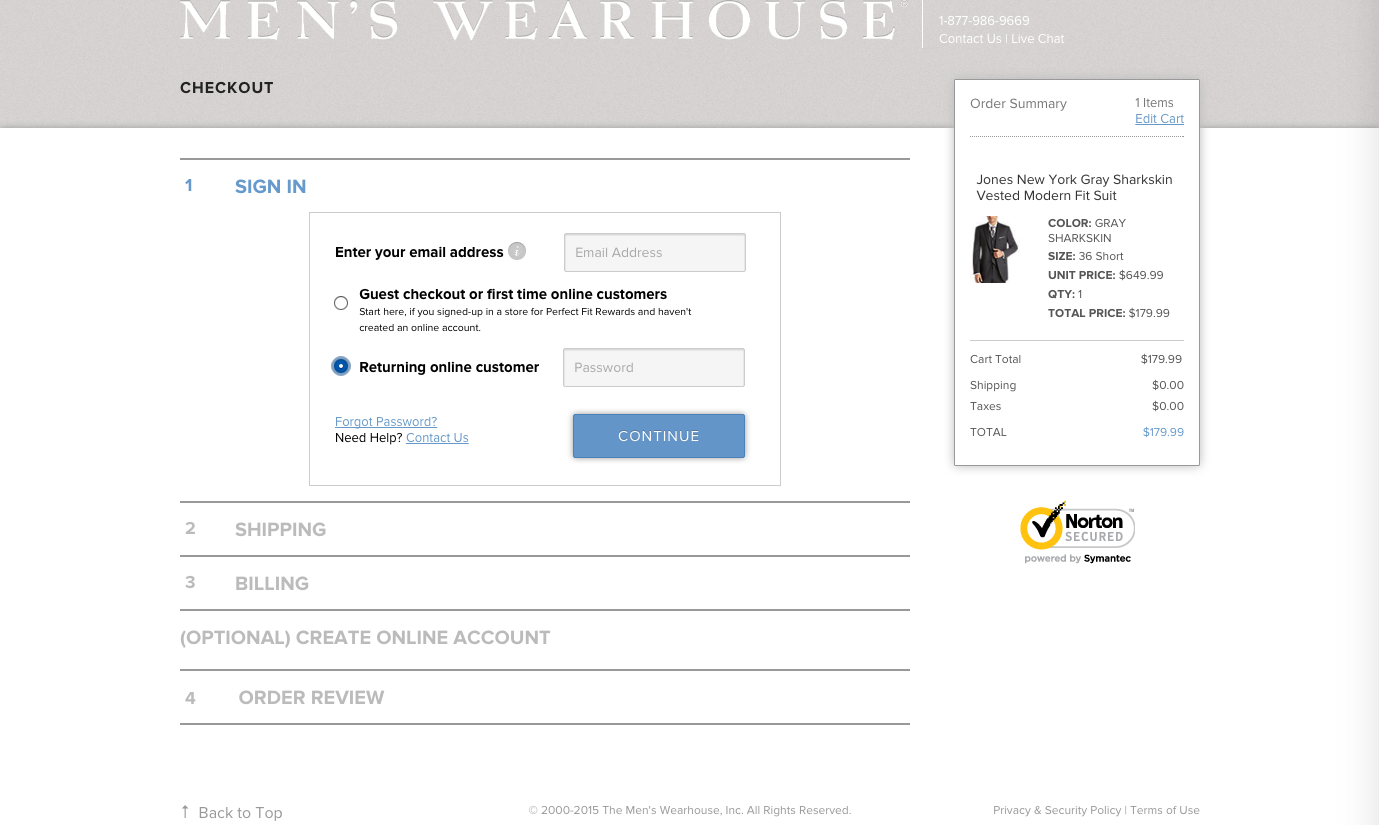 MEN'S WEARHOUSE
1-877-986-9669
Contact Us | Live Chat
CHECKOUT
Order Summary
1 Items
Edit Cart
1 SIGN IN
Enter your email address i
Email Address
Guest checkout or first time online customers
Start here, if you signed-up in a store for Perfect Fit Rewards and haven't
created an online account.
Returning online customer
Password
Forgot Password?
Need Help? Contact Us
CONTINUE
Jones New York Gray Sharkskin
Vested Modern Fit Suit
COLOR: GRAY
SHARKSKIN
SIZE: 36 Short
UNIT PRICE: $649.99
QTY: 1
TOTAL PRICE: $179.99
Cart Total $179.99
Shipping $0.00
Taxes $0.00
TOTAL $179.99
Norton™
SECURED
powered by Symantec
2 SHIPPING
3 BILLING
(OPTIONAL) CREATE ONLINE ACCOUNT
4 ORDER REVIEW
↑ Back to Top
© 2000-2015 The Men's Wearhouse, Inc. All Rights Reserved.
Privacy & Security Policy | Terms of Use